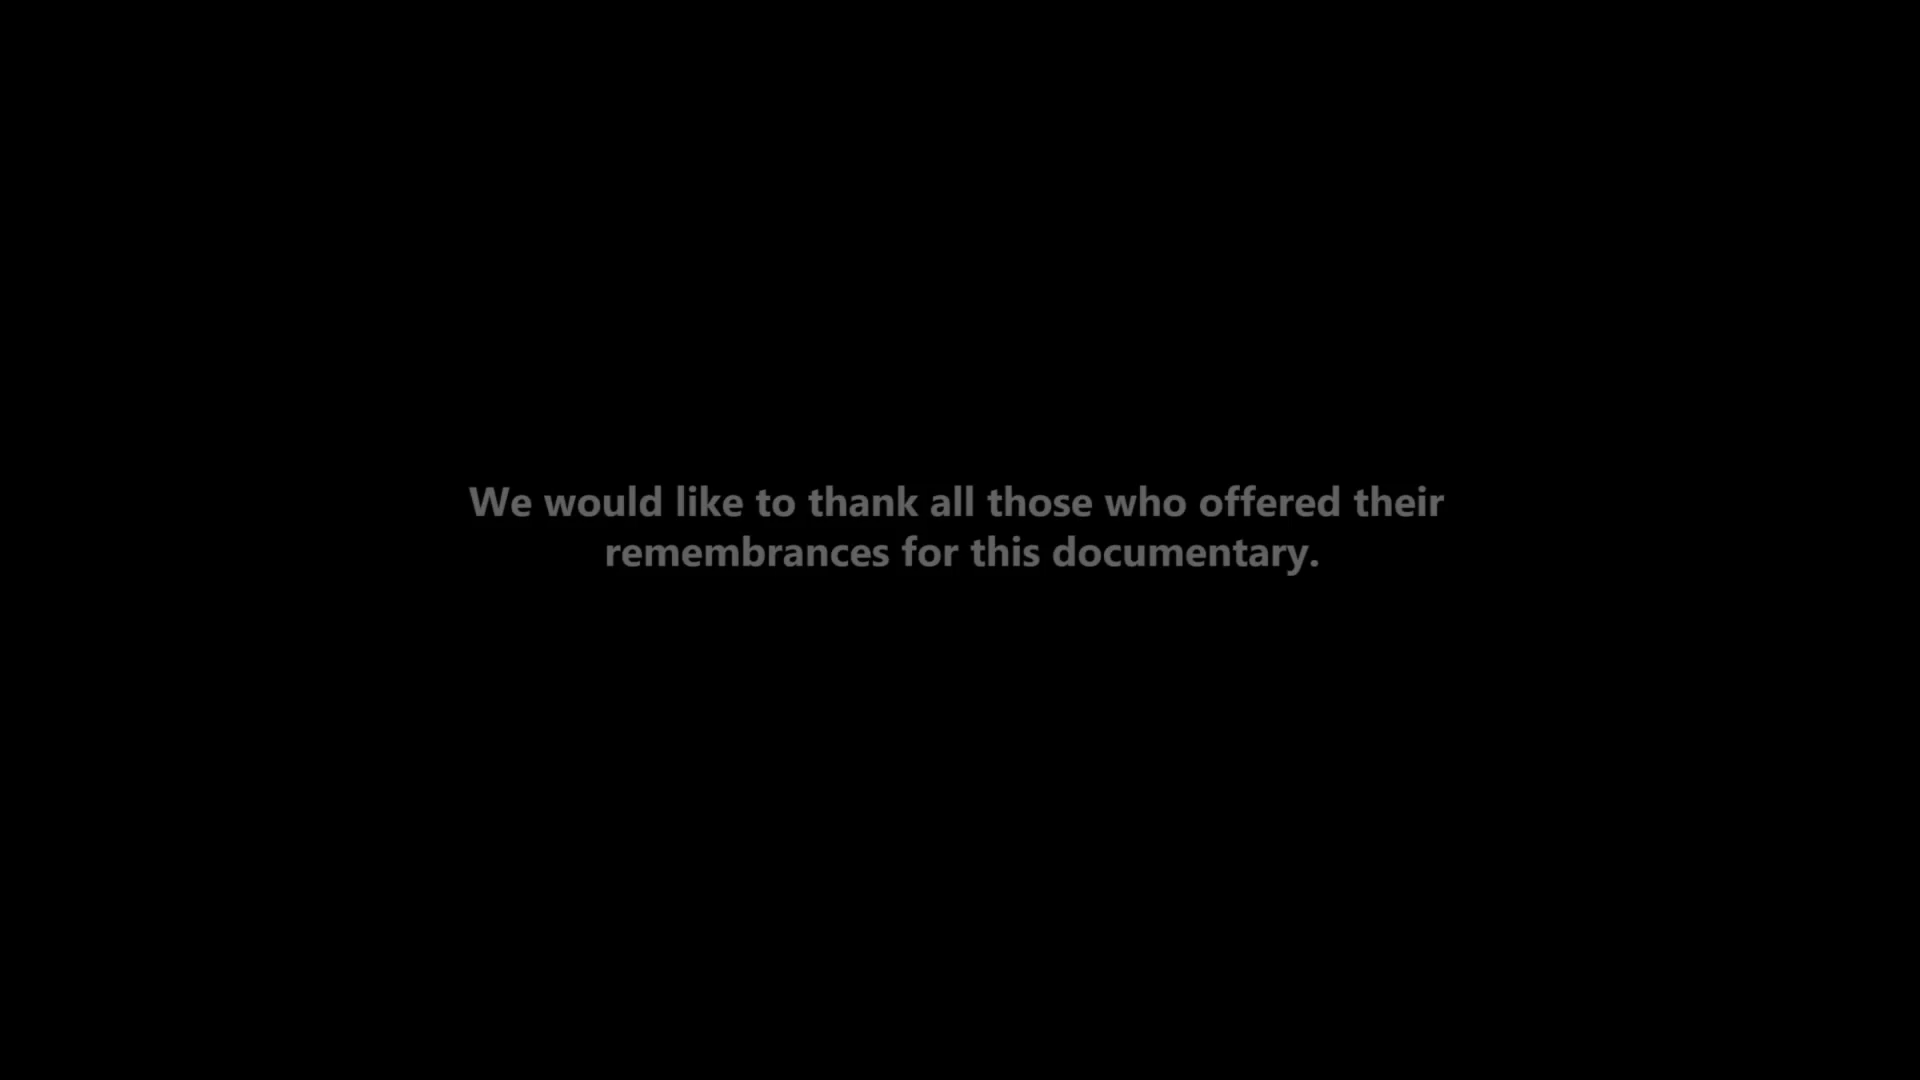 We would like to thank all those who offered their
remembrances for this documentary.